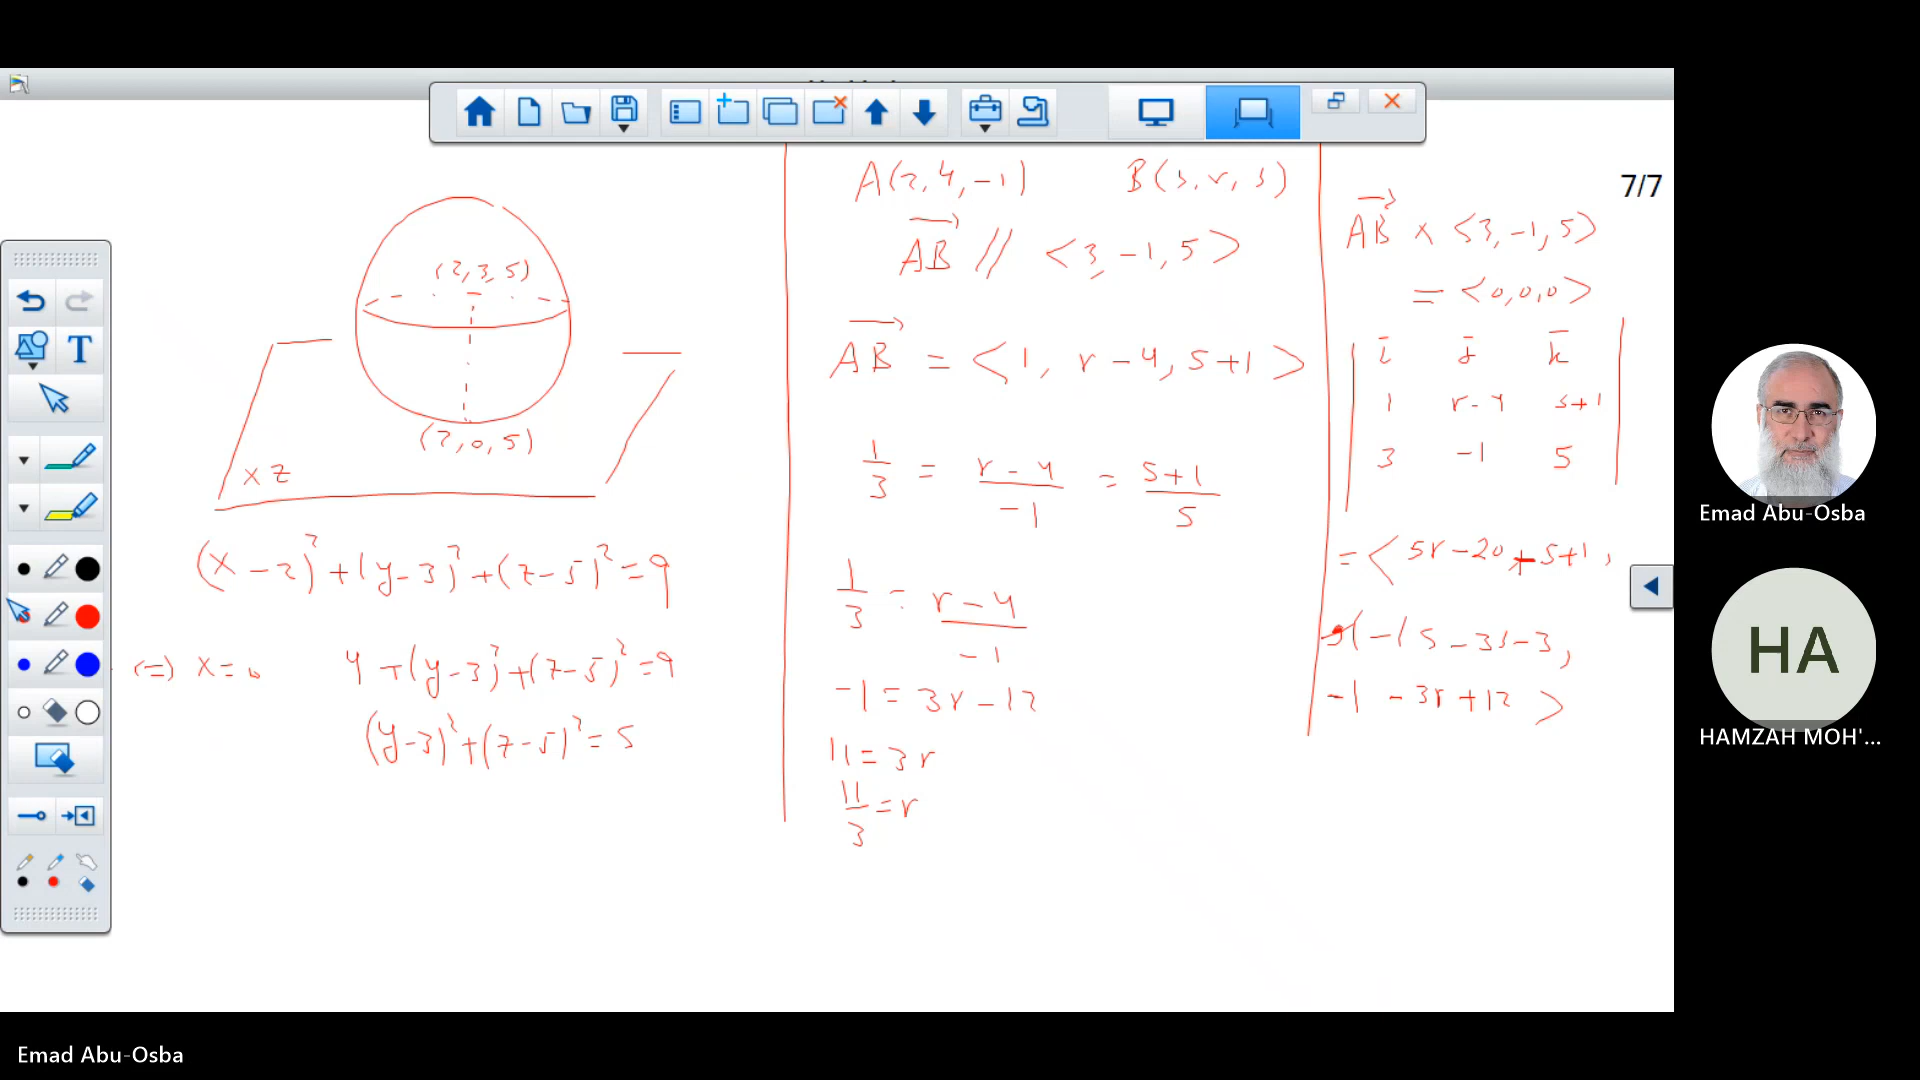 7/7
(2,3,5)
(2,0,5)
xz
(x-2)²+(y-3)²+(z-5)²=9
(=) x=0 4+(y-3)²+(z-5)²=9
(y-3)²+(z-5)²=5
A(2,4,-1) B(3,r,s)
AB // <3,-1,5>
AB = <1, r-4, s+1>
1/3 = (r-4)/-1 = (s+1)/5
1/3 = (r-4)/-1
-1 = 3r-12
11=3r
11/3=r
AB × <3,-1,5>
= <0,0,0>
i j k
1 r-4 s+1
3 -1 5
= <5r-20+s+1,
-1 -3r+12 >
T
Emad Abu-Osba
HA
HAMZAH MOH'...
Emad Abu-Osba